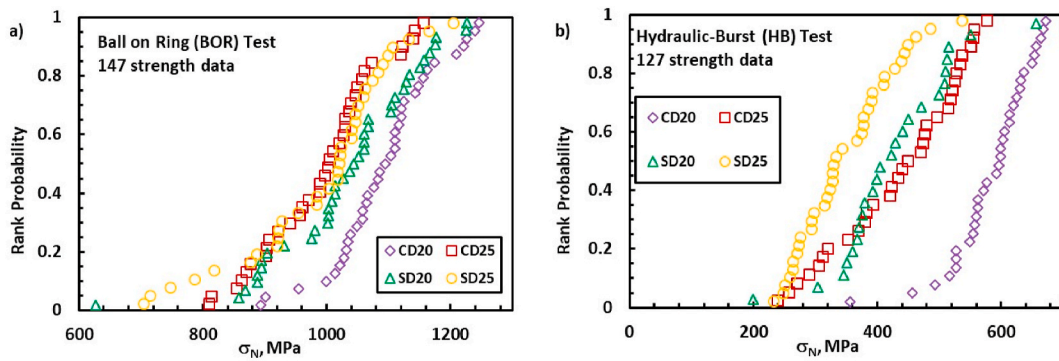 a)
Ball on Ring (BOR) Test
147 strength data
Rank Probability
1
0.8
0.6
0.4
0.2
0
600
800
1000
1200
σN, MPa
CD20
CD25
SD20
SD25
b)
Hydraulic-Burst (HB) Test
127 strength data
Rank Probability
1
0.8
0.6
0.4
0.2
0
0
200
400
600
σN, MPa
CD20
CD25
SD20
SD25